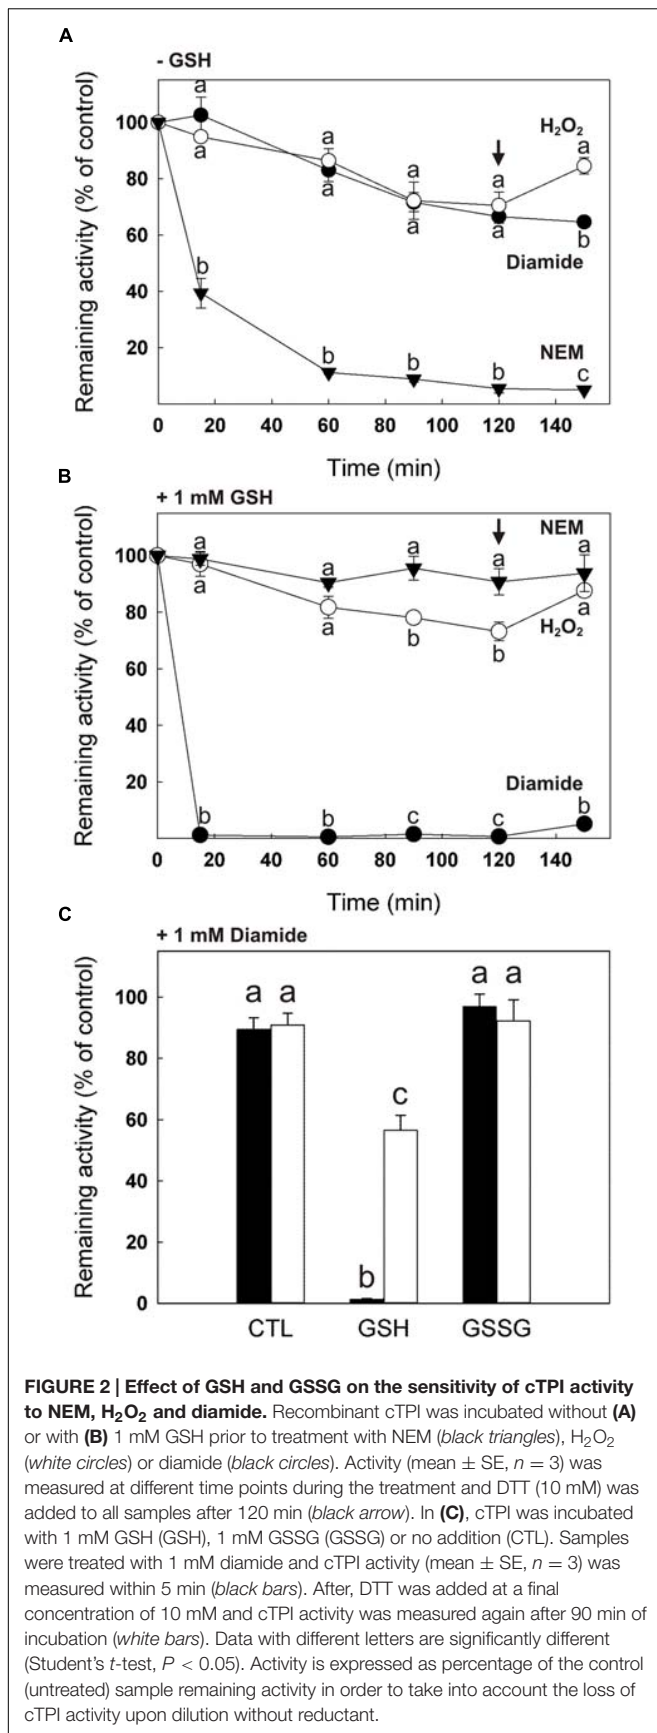 A
- GSH
Remaining activity (% of control)
100
80
60
40
20
a
a
a
a
a
a
a
a
a
b
b
b
b
b
c
H2O2
Diamide
NEM
0 20 40 60 80 100 120 140
Time (min)
B
+ 1 mM GSH
Remaining activity (% of control)
100
80
60
40
20
a
a
a
a
a
a
a
b
b
a
b
b
c
c
b
NEM
H2O2
Diamide
0 20 40 60 80 100 120 140
Time (min)
C
+ 1 mM Diamide
Remaining activity (% of control)
100
80
60
40
20
0
a a
b c
a a
CTL GSH GSSG
FIGURE 2 | Effect of GSH and GSSG on the sensitivity of cTPI activity
to NEM, H2O2 and diamide. Recombinant cTPI was incubated without (A)
or with (B) 1 mM GSH prior to treatment with NEM (black triangles), H2O2
(white circles) or diamide (black circles). Activity (mean ± SE, n = 3) was
measured at different time points during the treatment and DTT (10 mM) was
added to all samples after 120 min (black arrow). In (C), cTPI was incubated
with 1 mM GSH (GSH), 1 mM GSSG (GSSG) or no addition (CTL). Samples
were treated with 1 mM diamide and cTPI activity (mean ± SE, n = 3) was
measured within 5 min (black bars). After, DTT was added at a final
concentration of 10 mM and cTPI activity was measured again after 90 min of
incubation (white bars). Data with different letters are significantly different
(Student's t-test, P < 0.05). Activity is expressed as percentage of the control
(untreated) sample remaining activity in order to take into account the loss of
cTPI activity upon dilution without reductant.